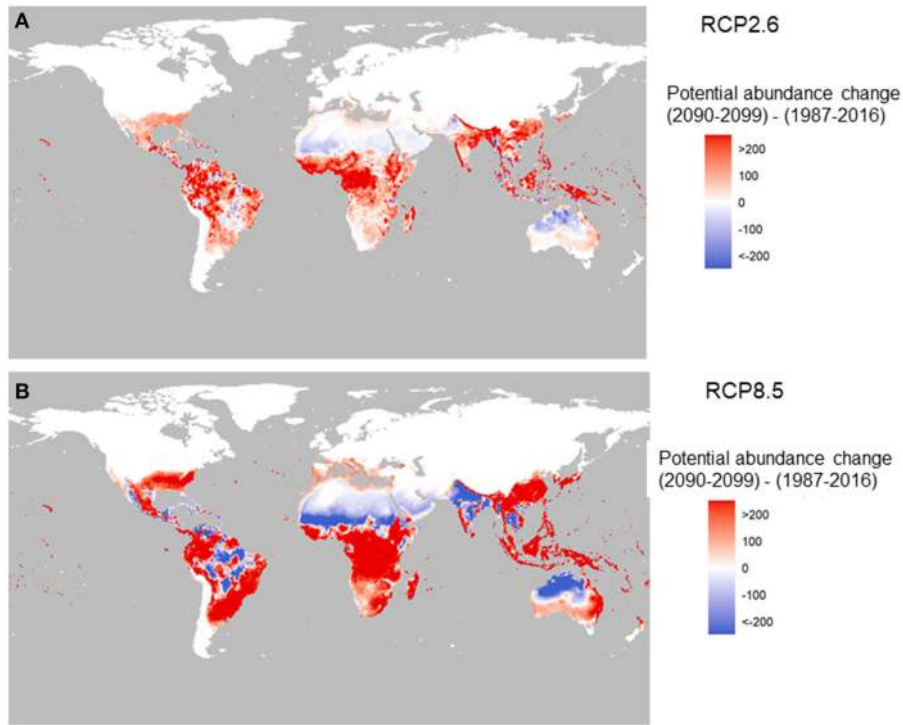 A
RCP2.6
Potential abundance change
(2090-2099) - (1987-2016)
>200
100
0
-100
<-200
B
RCP8.5
Potential abundance change
(2090-2099) - (1987-2016)
>200
100
0
-100
<-200